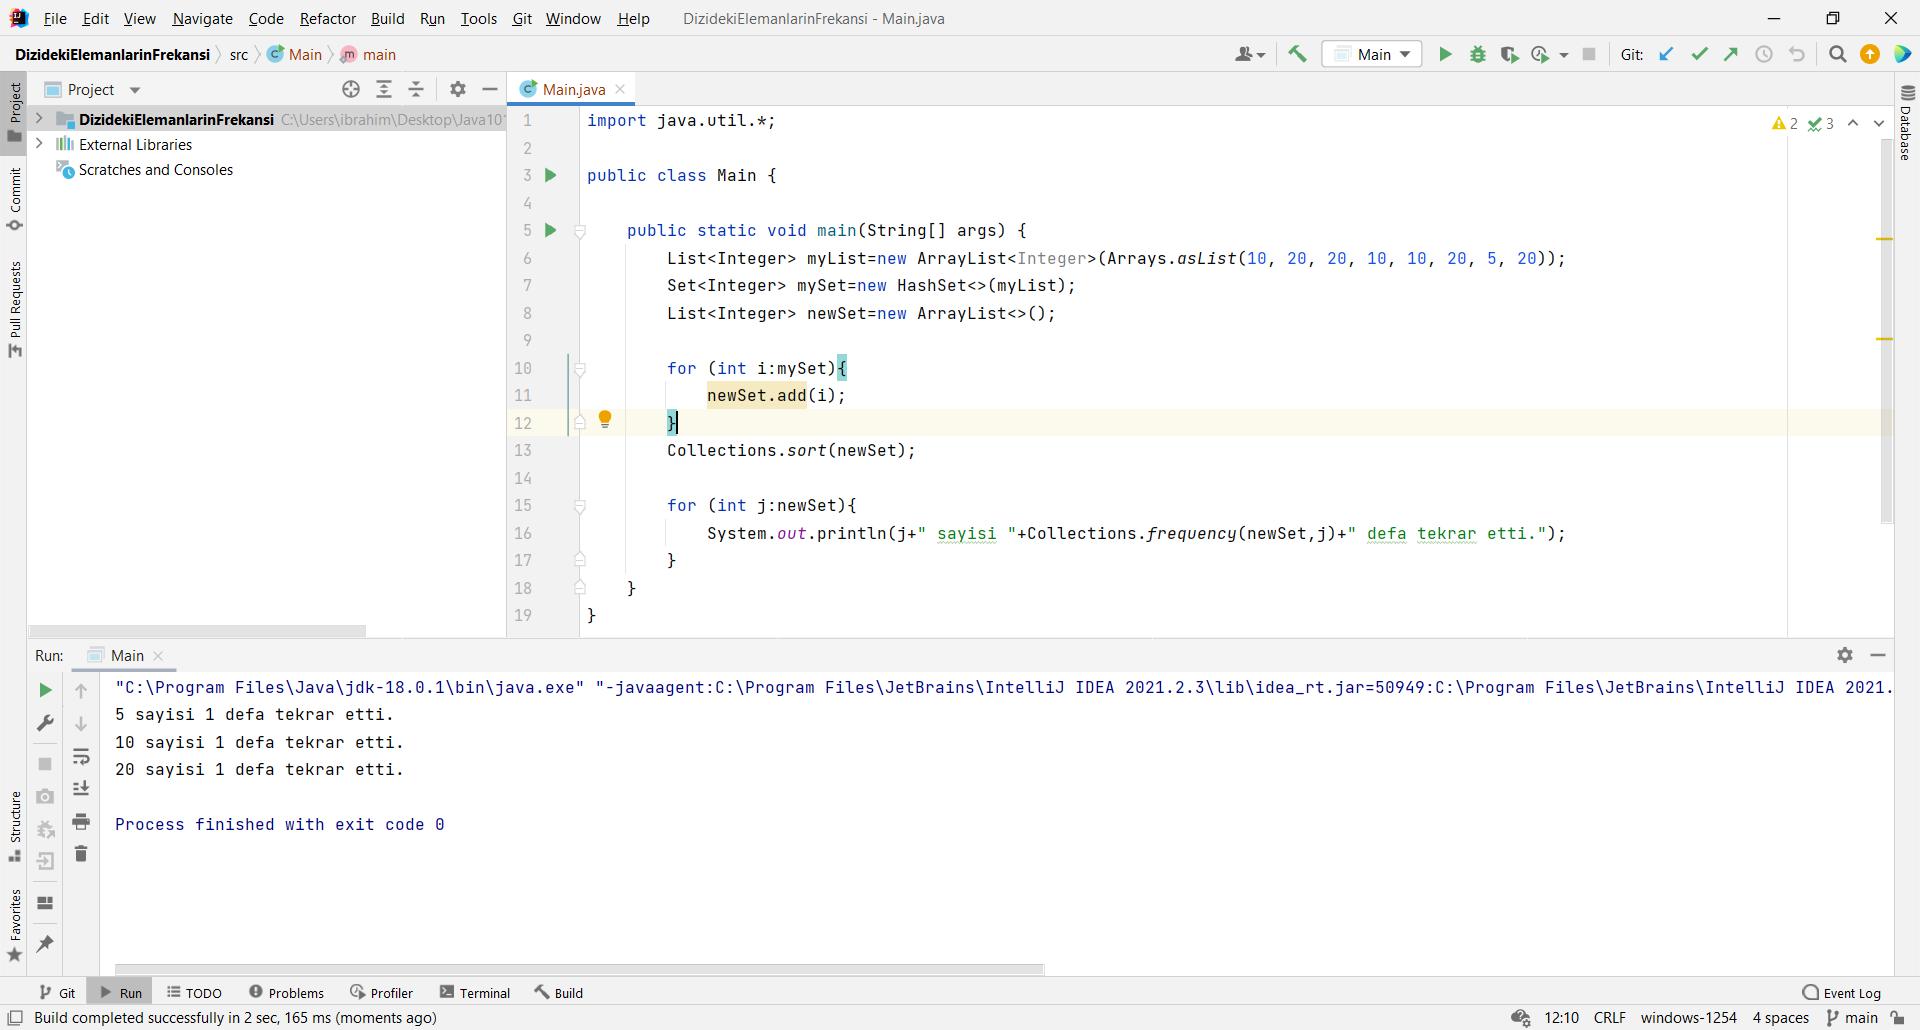 File Edit View Navigate Code Refactor Build Run Tools Git Window Help DizidekiElemanlarinFrekansi - Main.java
DizidekiElemanlarinFrekansi src Main main Main Git:
Project
Main.java
Project
Commit
Pull Requests
Structure
Favorites
Database
DizidekiElemanlarinFrekansi C:\Users\ibrahim\Desktop\Java10
External Libraries
Scratches and Consoles
2 3
1 import java.util.*;
2
3 public class Main {
4
5 public static void main(String[] args) {
6 List<Integer> myList=new ArrayList<Integer>(Arrays.asList(10, 20, 20, 10, 10, 20, 5, 20));
7 Set<Integer> mySet=new HashSet<>(myList);
8 List<Integer> newSet=new ArrayList<>();
9
10 for (int i:mySet){
11 newSet.add(i);
12 }
13 Collections.sort(newSet);
14
15 for (int j:newSet){
16 System.out.println(j+" sayisi "+Collections.frequency(newSet,j)+" defa tekrar etti.");
17 }
18 }
19 }
Run: Main
"C:\Program Files\Java\jdk-18.0.1\bin\java.exe" "-javaagent:C:\Program Files\JetBrains\IntelliJ IDEA 2021.2.3\lib\idea_rt.jar=50949:C:\Program Files\JetBrains\IntelliJ IDEA 2021.
5 sayisi 1 defa tekrar etti.
10 sayisi 1 defa tekrar etti.
20 sayisi 1 defa tekrar etti.
Process finished with exit code 0
Git Run TODO Problems Profiler Terminal Build Event Log
Build completed successfully in 2 sec, 165 ms (moments ago) 12:10 CRLF windows-1254 4 spaces main